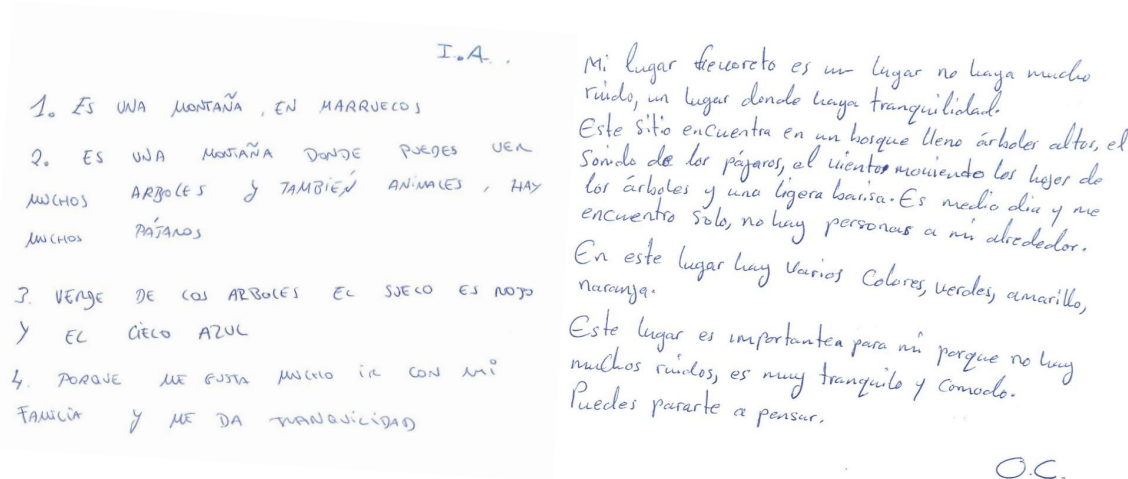 I.A..
1. ES UNA MONTAÑA, EN MARRUECOS
2. ES UNA MONTAÑA DONDE PUEDES VER
MUCHOS ARBOLES Y TAMBIÉN ANIMALES, HAY
MUCHOS PÁJAROS
3. VERDE DE LOS ARBOLES EL SUELO ES ROJO
Y EL CIELO AZUL
4. PORQUE ME GUSTA MUCHO IR CON MI
FAMILIA Y ME DA TRANQUILIDAD
Mi lugar es un lugar no haya mucho
ruido, un lugar donde haya tranquilidad.
Este sitio encuentra en un bosque lleno árboles altos, el
sonido de los pájaros, el viento moviendo las hojas de
los árboles y una ligera barisa. Es medio dia y me
encuentro solo, no hay personas a mi alrededor.
En este lugar hay varios colores, verdes, amarillo,
naranja.
Este lugar es importantea para mi porque no hay
muchos ruidos, es muy tranquilo y comodo.
Puedes pararte a pensar.
O.C.